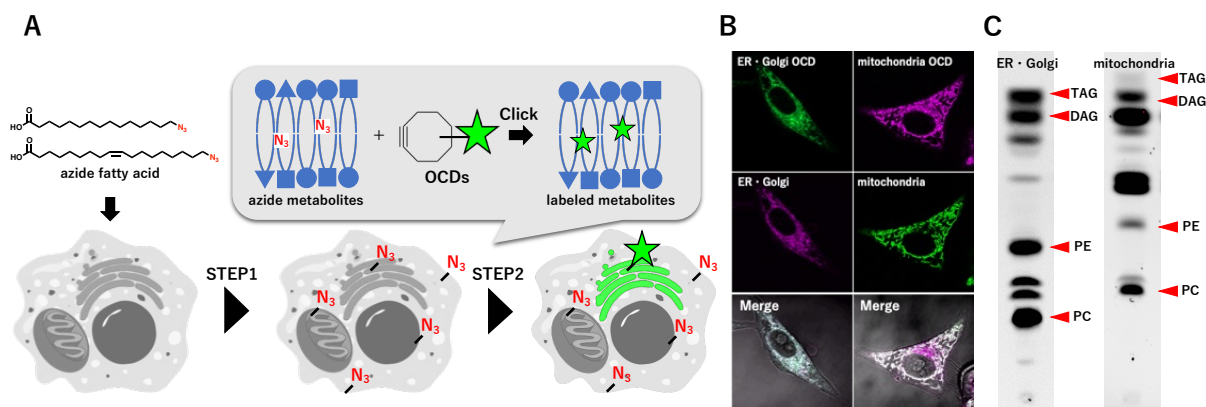 A
O
HO
N₃
O
HO
N₃
azide fatty acid
N₃
N₃
azide metabolites
+
OCDs
Click
labeled metabolites
STEP1
N₃
N₃
N₃
N₃
N₃
STEP2
N₃
N₃
N₃
N₃
B
ER・Golgi OCD
mitochondria OCD
ER・Golgi
mitochondria
Merge
Merge
C
ER・Golgi
mitochondria
TAG
DAG
PE
PC
TAG
DAG
PE
PC